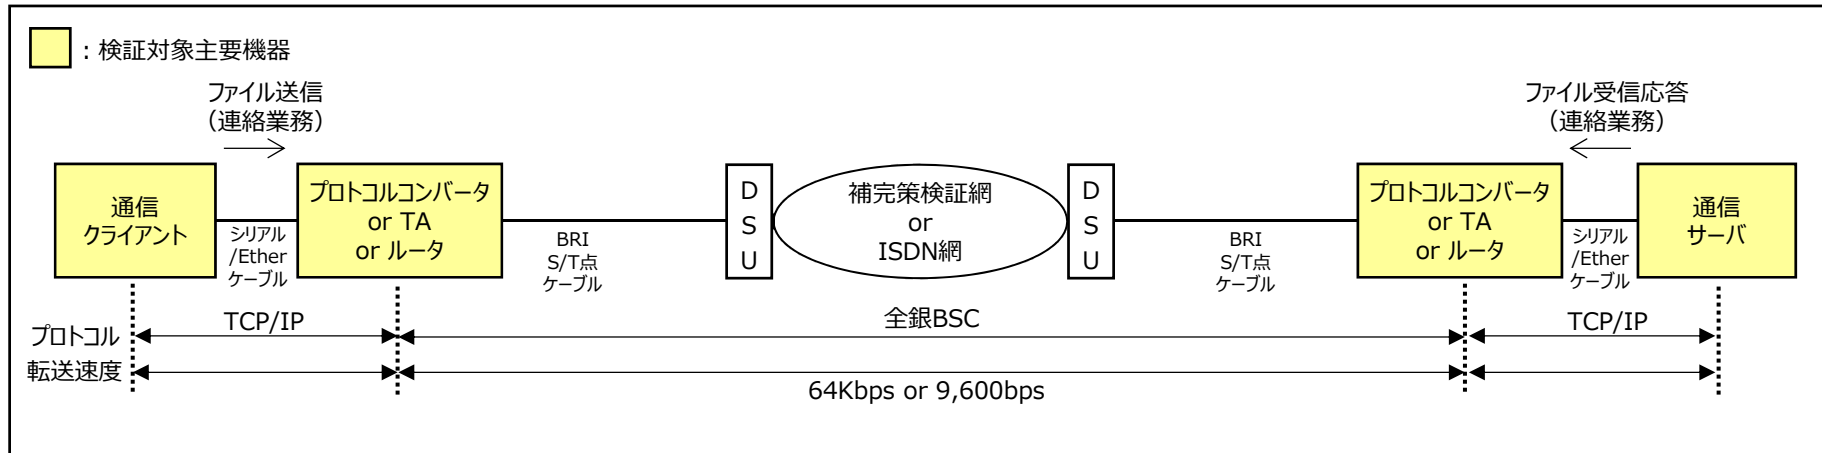 ：検証対象主要機器
ファイル送信
（連絡業務）
ファイル受信応答
（連絡業務）
通信
クライアント
シリアル
/Ether
ケーブル
プロトコルコンバータ
or TA
or ルータ
BRI
S/T点
ケーブル
D
S
U
補完策検証網
or
ISDN網
D
S
U
BRI
S/T点
ケーブル
プロトコルコンバータ
or TA
or ルータ
シリアル
/Ether
ケーブル
通信
サーバ
プロトコル
TCP/IP
全銀BSC
TCP/IP
転送速度
64Kbps or 9,600bps